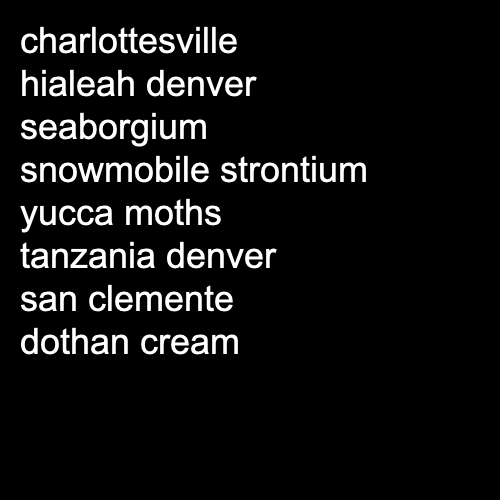 charlottesville
hialeah denver
seaborgium
snowmobile strontium
yucca moths
tanzania denver
san clemente
dothan cream